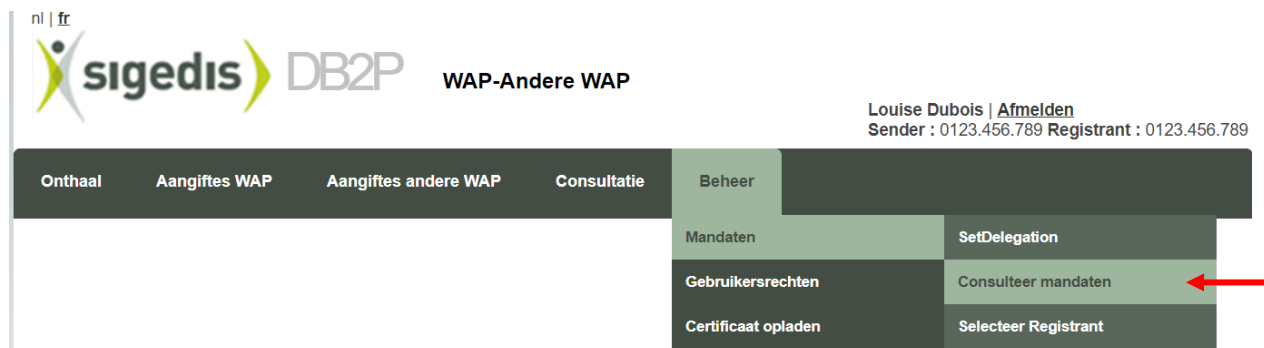 nl | fr
sigedis DB2P WAP-Andere WAP
Louise Dubois | Afmelden
Sender : 0123.456.789 Registrant : 0123.456.789
Onthaal Aangiftes WAP Aangiftes andere WAP Consultatie Beheer
Mandaten SetDelegation
Gebruikersrechten Consulteer mandaten
Certificaat opladen Selecteer Registrant